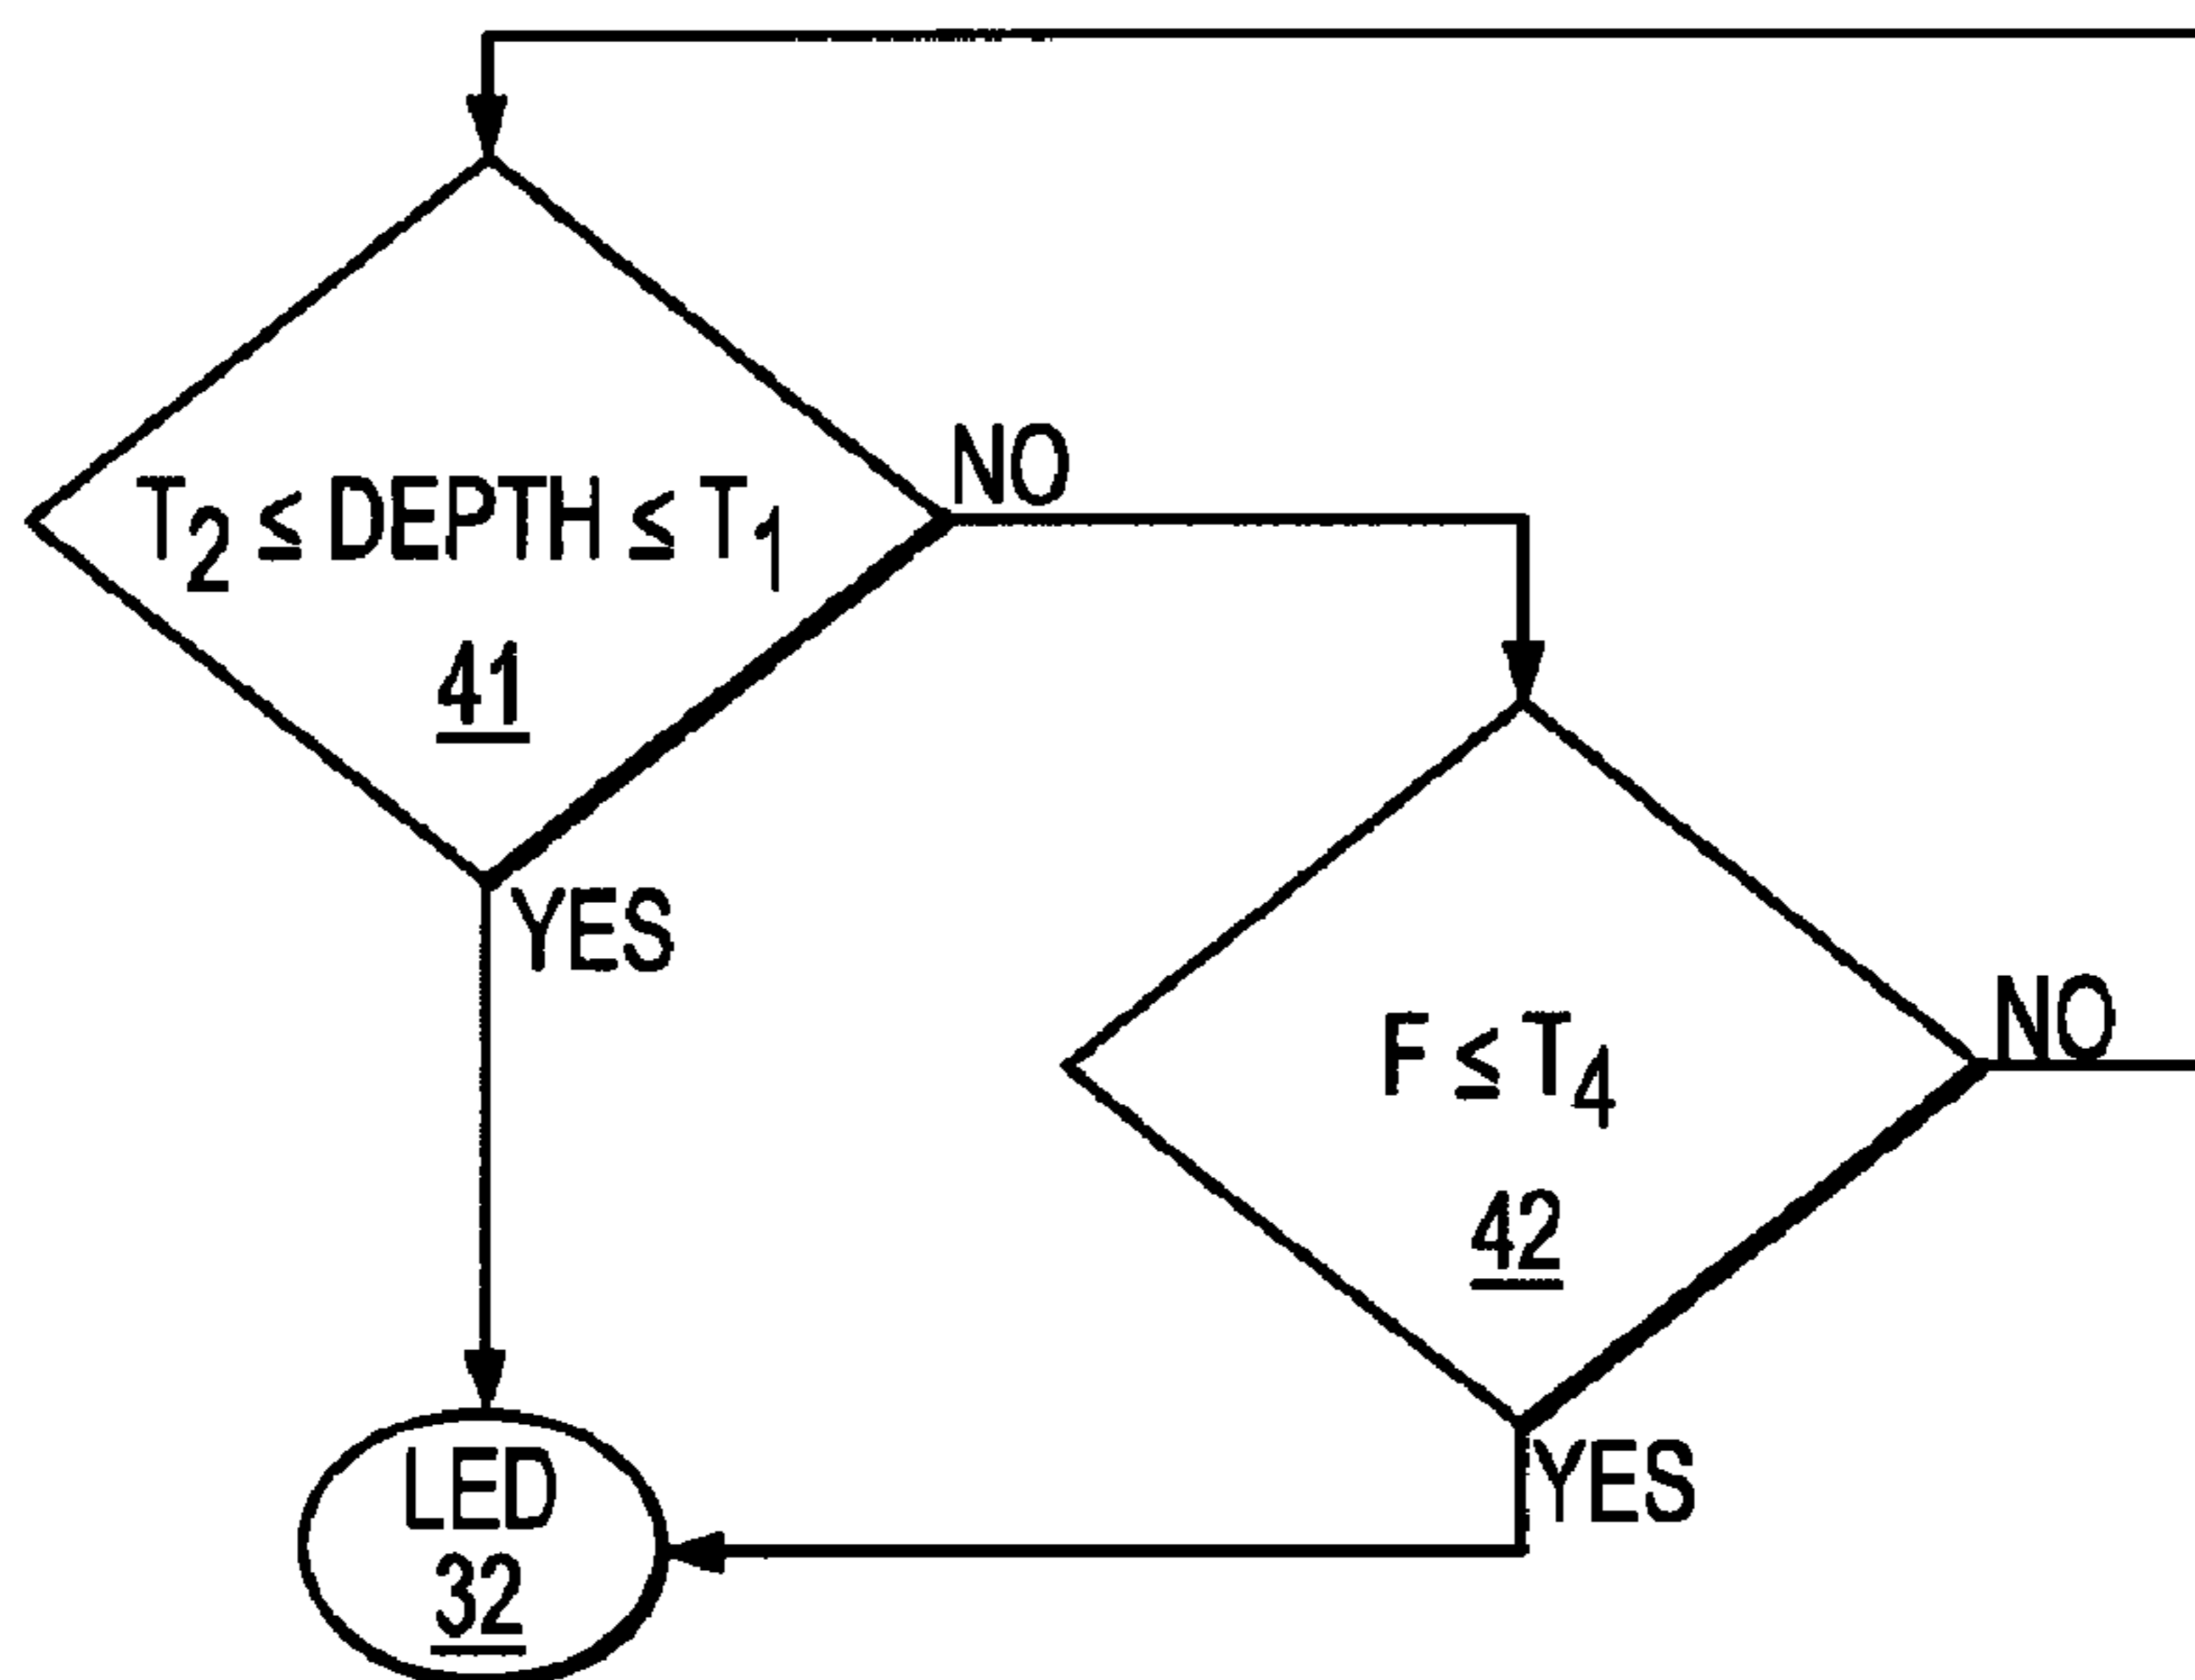 T₂ ≤ DEPTH ≤ T₁
41
NO
YES
F ≤ T₄
42
NO
YES
LED
32